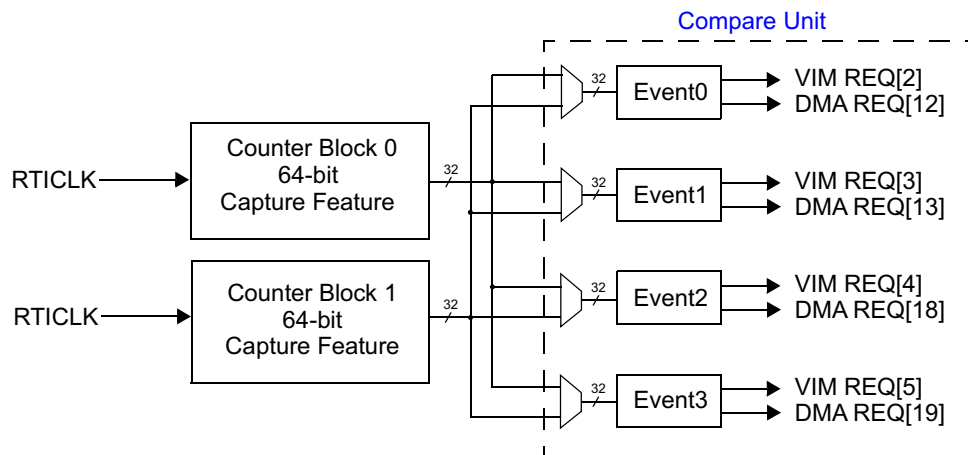 Compare Unit
32
Event0
VIM REQ[2]
DMA REQ[12]
RTICLK
Counter Block 0
64-bit
Capture Feature
32
32
Event1
VIM REQ[3]
DMA REQ[13]
RTICLK
Counter Block 1
64-bit
Capture Feature
32
32
Event2
VIM REQ[4]
DMA REQ[18]
32
Event3
VIM REQ[5]
DMA REQ[19]